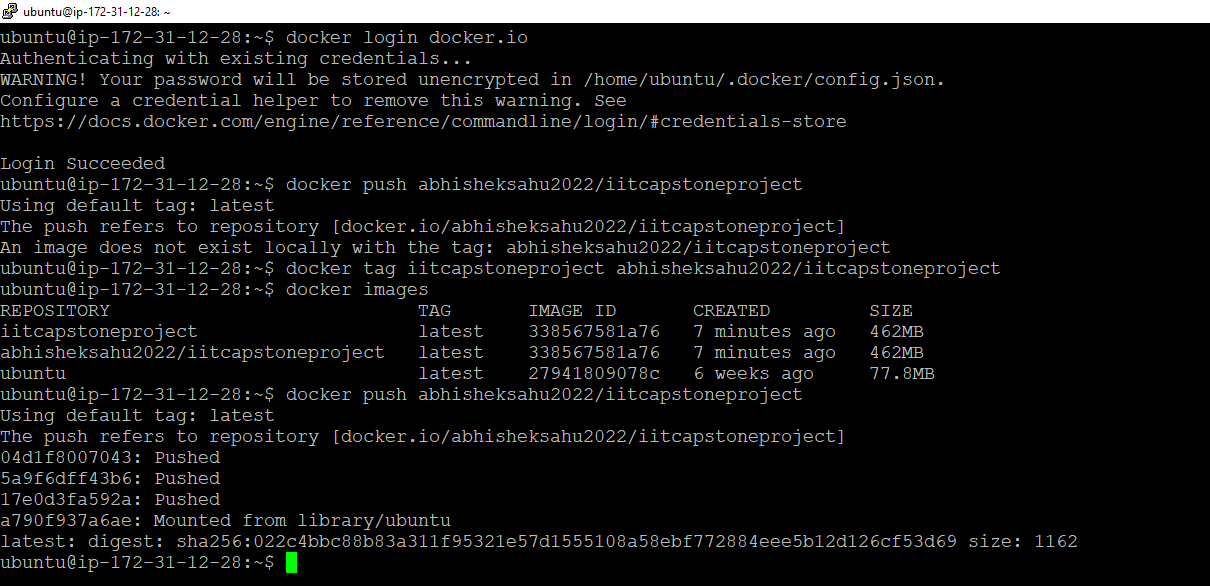 ubuntu@ip-172-31-12-28: ~
ubuntu@ip-172-31-12-28:~$ docker login docker.io
Authenticating with existing credentials...
WARNING! Your password will be stored unencrypted in /home/ubuntu/.docker/config.json.
Configure a credential helper to remove this warning. See
https://docs.docker.com/engine/reference/commandline/login/#credentials-store
Login Succeeded
ubuntu@ip-172-31-12-28:~$ docker push abhisheksahu2022/iitcapstoneproject
Using default tag: latest
The push refers to repository [docker.io/abhisheksahu2022/iitcapstoneproject]
An image does not exist locally with the tag: abhisheksahu2022/iitcapstoneproject
ubuntu@ip-172-31-12-28:~$ docker tag iitcapstoneproject abhisheksahu2022/iitcapstoneproject
ubuntu@ip-172-31-12-28:~$ docker images
REPOSITORY                            TAG       IMAGE ID       CREATED         SIZE
iitcapstoneproject                    latest    338567581a76   7 minutes ago   462MB
abhisheksahu2022/iitcapstoneproject   latest    338567581a76   7 minutes ago   462MB
ubuntu                                latest    27941809078c   6 weeks ago     77.8MB
ubuntu@ip-172-31-12-28:~$ docker push abhisheksahu2022/iitcapstoneproject
Using default tag: latest
The push refers to repository [docker.io/abhisheksahu2022/iitcapstoneproject]
04d1f8007043: Pushed
5a9f6dff43b6: Pushed
17e0d3fa592a: Pushed
a790f937a6ae: Mounted from library/ubuntu
latest: digest: sha256:022c4bbc88b83a311f95321e57d1555108a58ebf772884eee5b12d126cf53d69 size: 1162
ubuntu@ip-172-31-12-28:~$